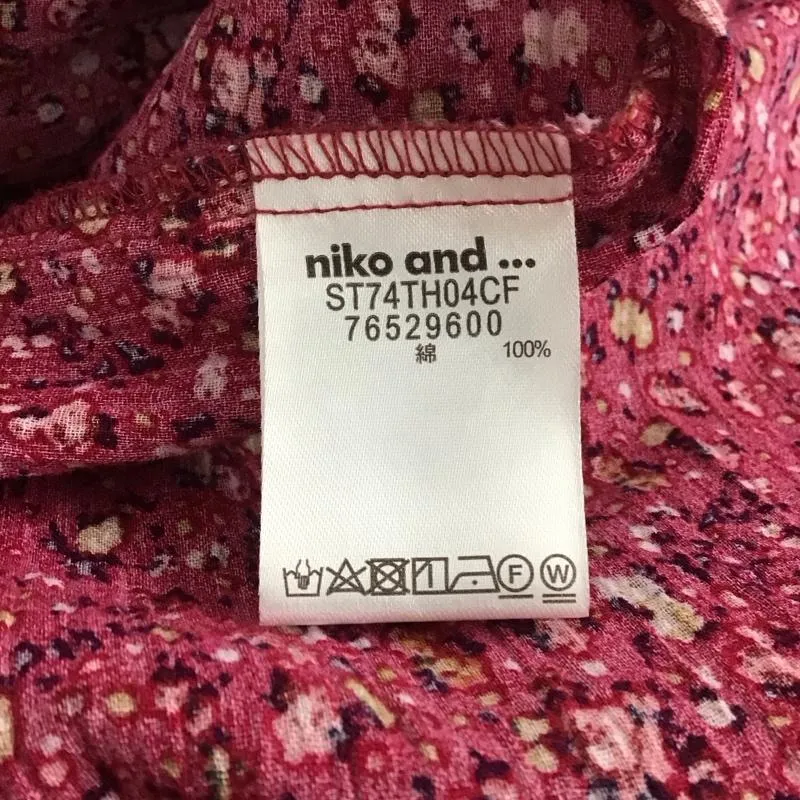 niko and ...
ST74TH04CF
76529600
綿 100%
F W